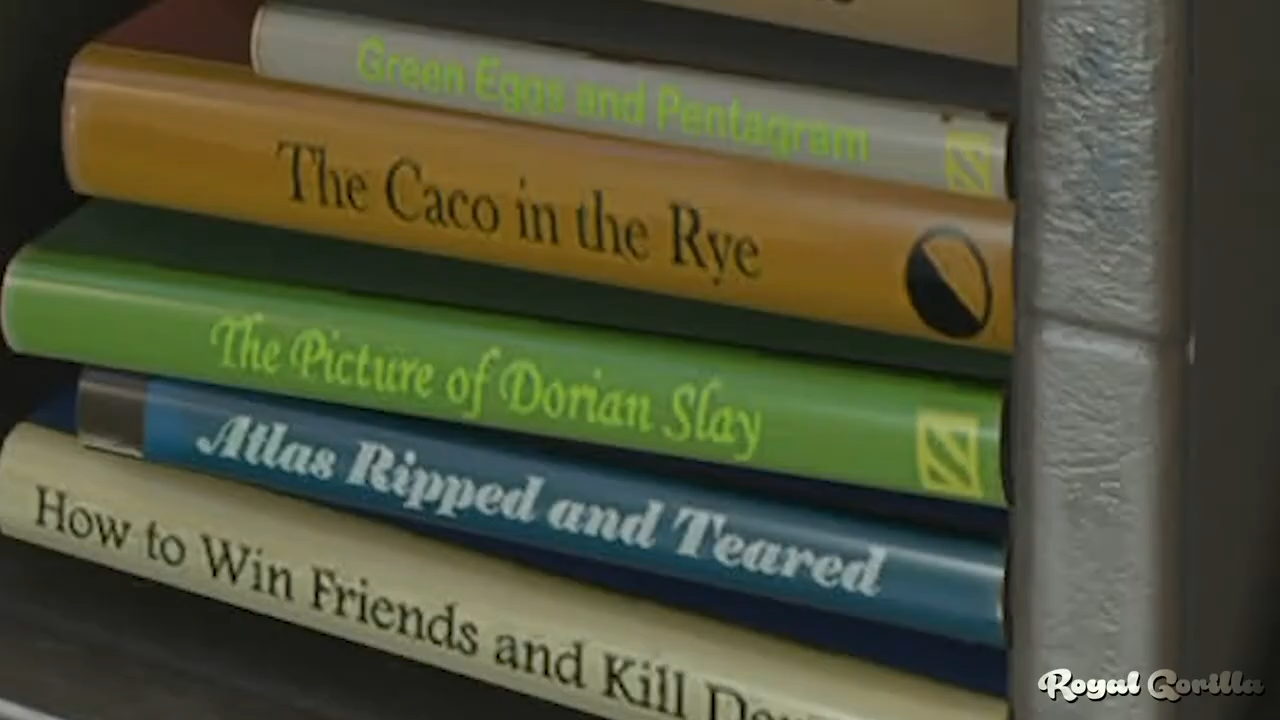 Green Eggs and Pentagram
The Caco in the Rye
The Picture of Dorian Slay
Atlas Ripped and Teared
How to Win Friends and Kill
Royal Gorilla